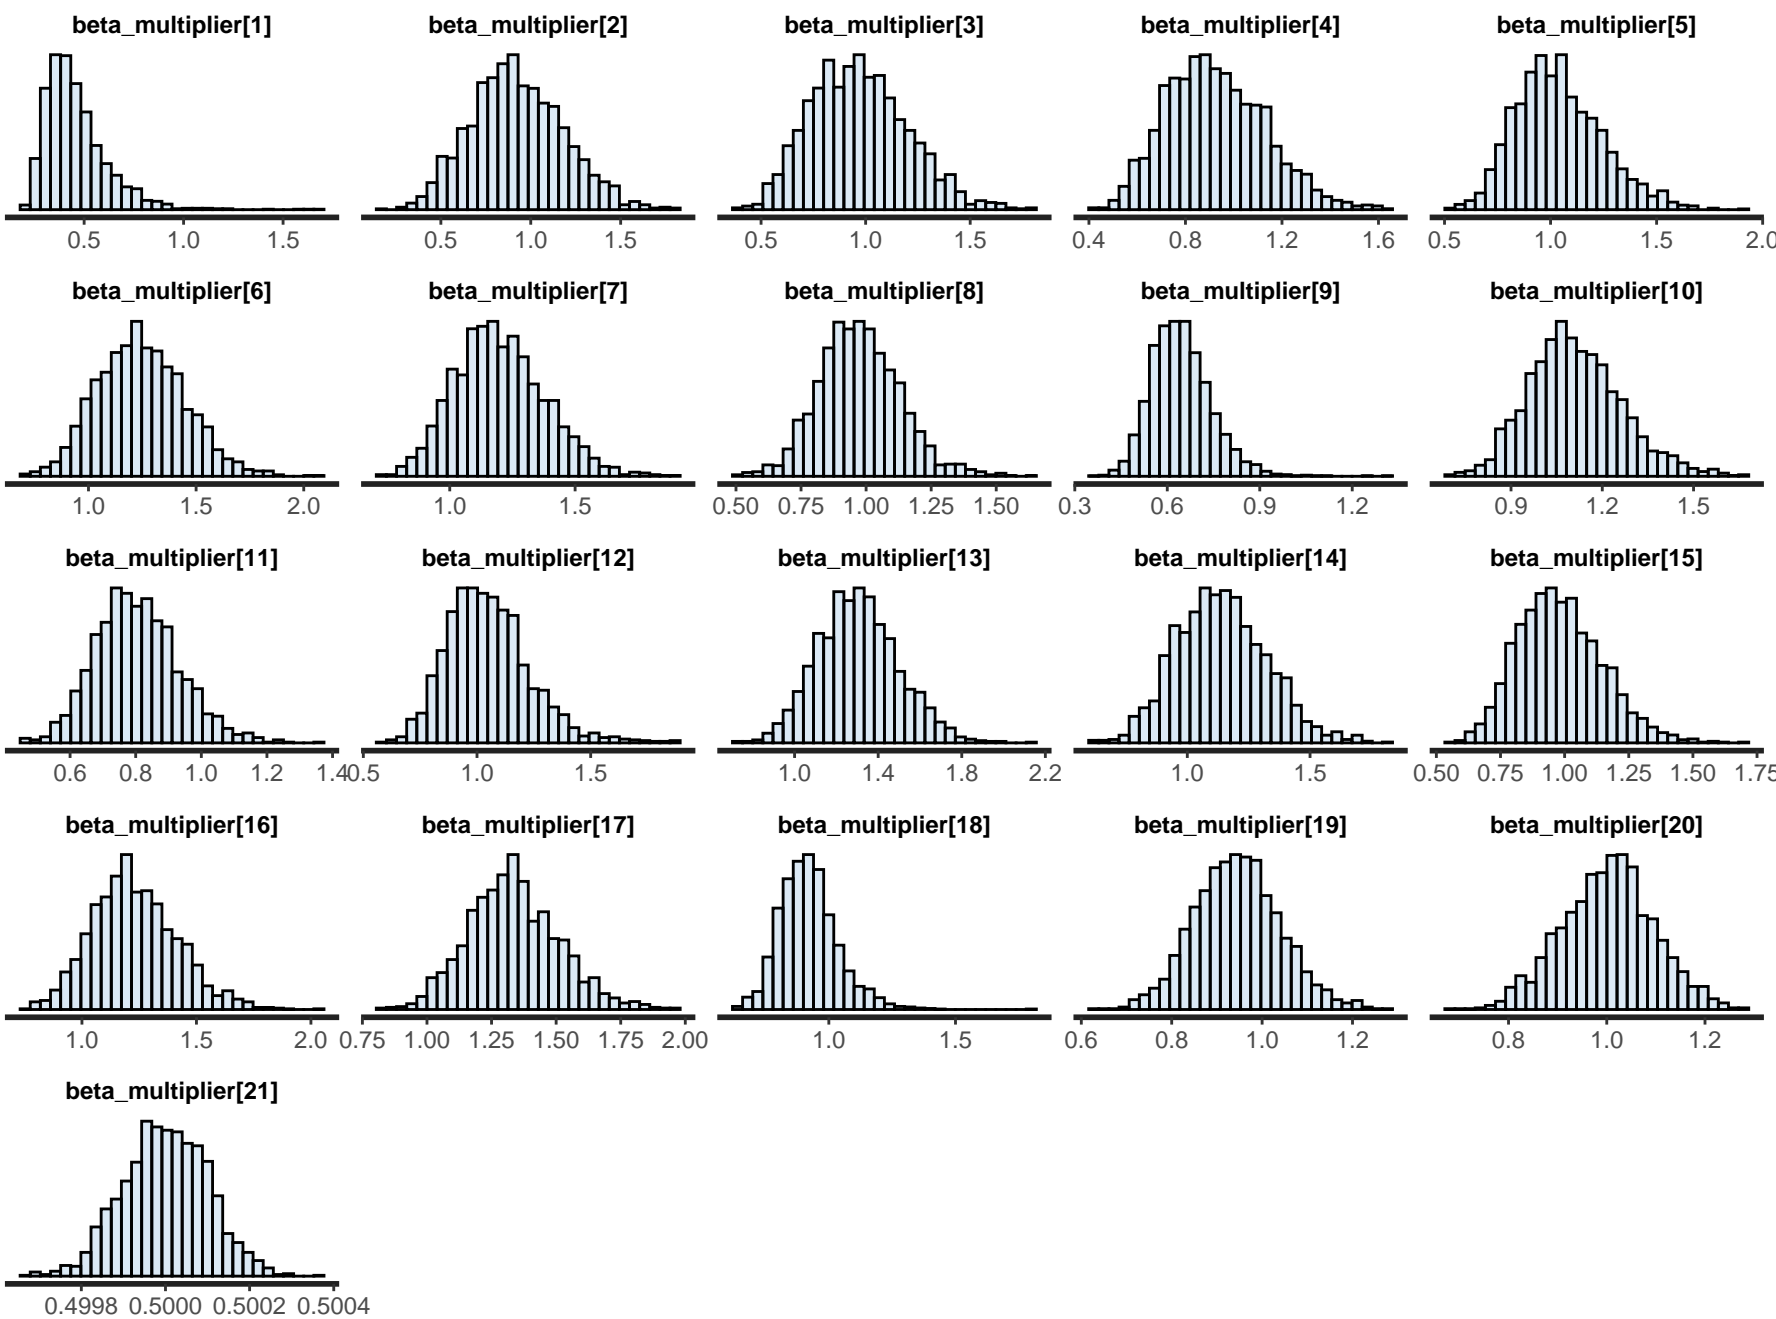 beta_multiplier[1] beta_multiplier[2] beta_multiplier[3] beta_multiplier[4] beta_multiplier[5]
0.5 1.0 1.5 0.5 1.0 1.5 0.5 1.0 1.5 0.4 0.8 1.2 1.6 0.5 1.0 1.5 2.0
beta_multiplier[6] beta_multiplier[7] beta_multiplier[8] beta_multiplier[9] beta_multiplier[10]
1.0 1.5 2.0 1.0 1.5 0.50 0.75 1.00 1.25 1.50 0.3 0.6 0.9 1.2 0.9 1.2 1.5
beta_multiplier[11] beta_multiplier[12] beta_multiplier[13] beta_multiplier[14] beta_multiplier[15]
0.6 0.8 1.0 1.2 1.4 0.5 1.0 1.5 1.0 1.4 1.8 2.2 1.0 1.5 0.50 0.75 1.00 1.25 1.50 1.75
beta_multiplier[16] beta_multiplier[17] beta_multiplier[18] beta_multiplier[19] beta_multiplier[20]
1.0 1.5 2.0 0.75 1.00 1.25 1.50 1.75 2.00 1.0 1.5 0.6 0.8 1.0 1.2 0.8 1.0 1.2
beta_multiplier[21]
0.4998 0.5000 0.5002 0.5004